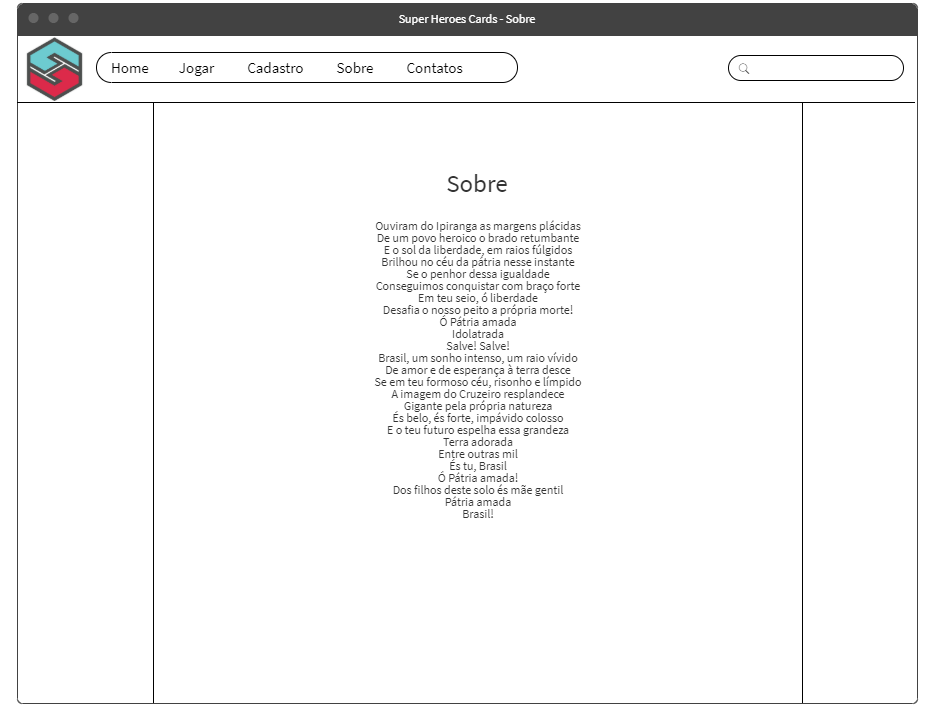 Super Heroes Cards - Sobre
Home Jogar Cadastro Sobre Contatos
Sobre
Ouviram do Ipiranga as margens plácidas
De um povo heroico o brado retumbante
E o sol da liberdade, em raios fúlgidos
Brilhou no céu da pátria nesse instante
Se o penhor dessa igualdade
Conseguimos conquistar com braço forte
Em teu seio, ó liberdade
Desafia o nosso peito a própria morte!
Ó Pátria amada
Idolatrada
Salve! Salve!
Brasil, um sonho intenso, um raio vívido
De amor e de esperança à terra desce
Se em teu formoso céu, risonho e límpido
A imagem do Cruzeiro resplandece
Gigante pela própria natureza
És belo, és forte, impávido colosso
E o teu futuro espelha essa grandeza
Terra adorada
Entre outras mil
És tu, Brasil
Ó Pátria amada!
Dos filhos deste solo és mãe gentil
Pátria amada
Brasil!